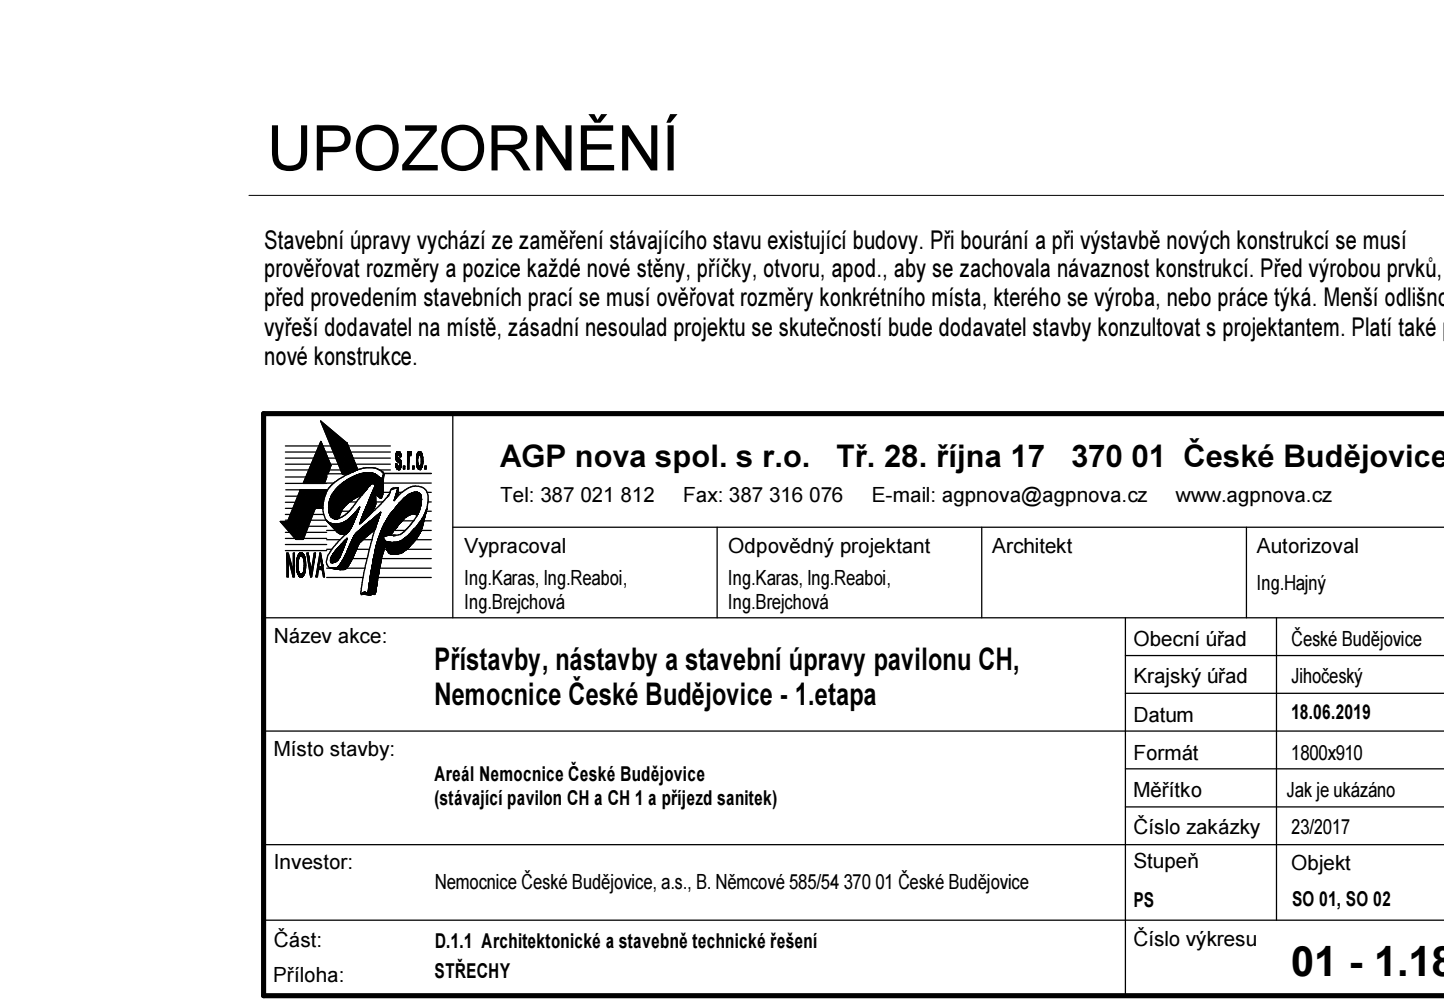 UPOZORNĚNÍ
Stavební úpravy vychází ze zaměření stávajícího stavu existující budovy. Při bourání a při výstavbě nových konstrukcí se musí
prověřovat rozměry a pozice každé nové stěny, příčky, otvoru, apod., aby se zachovala návaznost konstrukcí. Před výrobou prvků,
před provedením stavebních prací se musí ověřovat rozměry konkrétního místa, kterého se výroba, nebo práce týká. Menší
vyřeší dodavatel na místě, zásadní nesoulad projektu se skutečností bude dodavatel stavby konzultovat s projektantem. Platí také
nové konstrukce.
s.r.o.
Agp
NOVA
AGP nova spol. s r.o. Tř. 28. října 17 370 01 České Budějovice
Tel: 387 021 812 Fax: 387 316 076 E-mail: agpnova@agpnova.cz www.agpnova.cz
Vypracoval Odpovědný projektant Architekt Autorizoval
Ing.Karas, Ing.Reaboi, Ing.Karas, Ing.Reaboi, Ing.Hajný
Ing.Brejchová Ing.Brejchová
Název akce:
Přístavby, nástavby a stavební úpravy pavilonu CH,
Nemocnice České Budějovice - 1.etapa
Obecní úřad České Budějovice
Krajský úřad Jihočeský
Datum 18.06.2019
Místo stavby:
Areál Nemocnice České Budějovice
(stávající pavilon CH a CH 1 a příjezd sanitek)
Formát 1800x910
Měřítko Jak je ukázáno
Číslo zakázky 23/2017
Investor:
Nemocnice České Budějovice, a.s., B. Němcové 585/54 370 01 České Budějovice
Stupeň Objekt
PS SO 01, SO 02
Část: D.1.1 Architektonické a stavebně technické řešení
Příloha: STŘECHY
Číslo výkresu 01 - 1.18